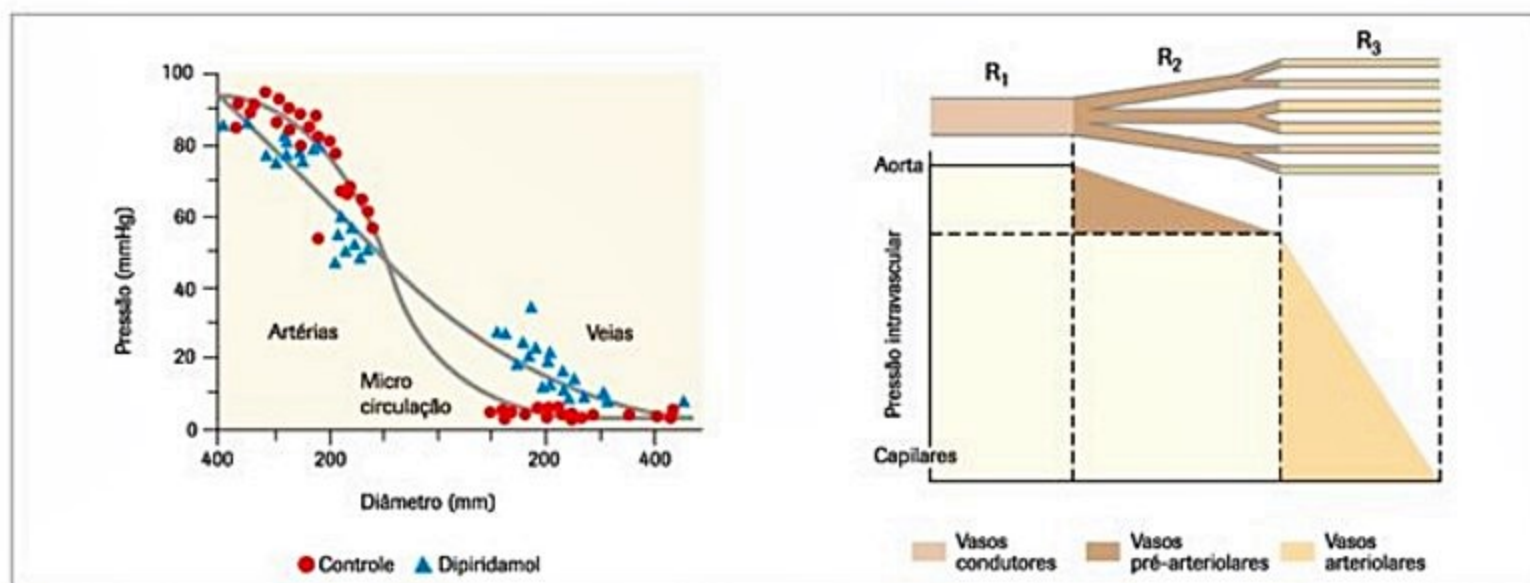 100
80
60
40
20
0
Pressão (mmHg)
Artérias
Micro
circulação
Veias
400
200
200
400
Diâmetro (mm)
Controle
Dipiridamol
R1
R2
R3
Aorta
Pressão intravascular
Capilares
Vasos
condutores
Vasos
pré-arteriolares
Vasos
arteriolares